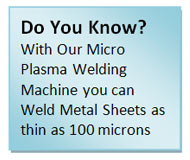 Do You Know?
With Our Micro
Plasma Welding
Machine you can
Weld Metal Sheets as
thin as 100 microns